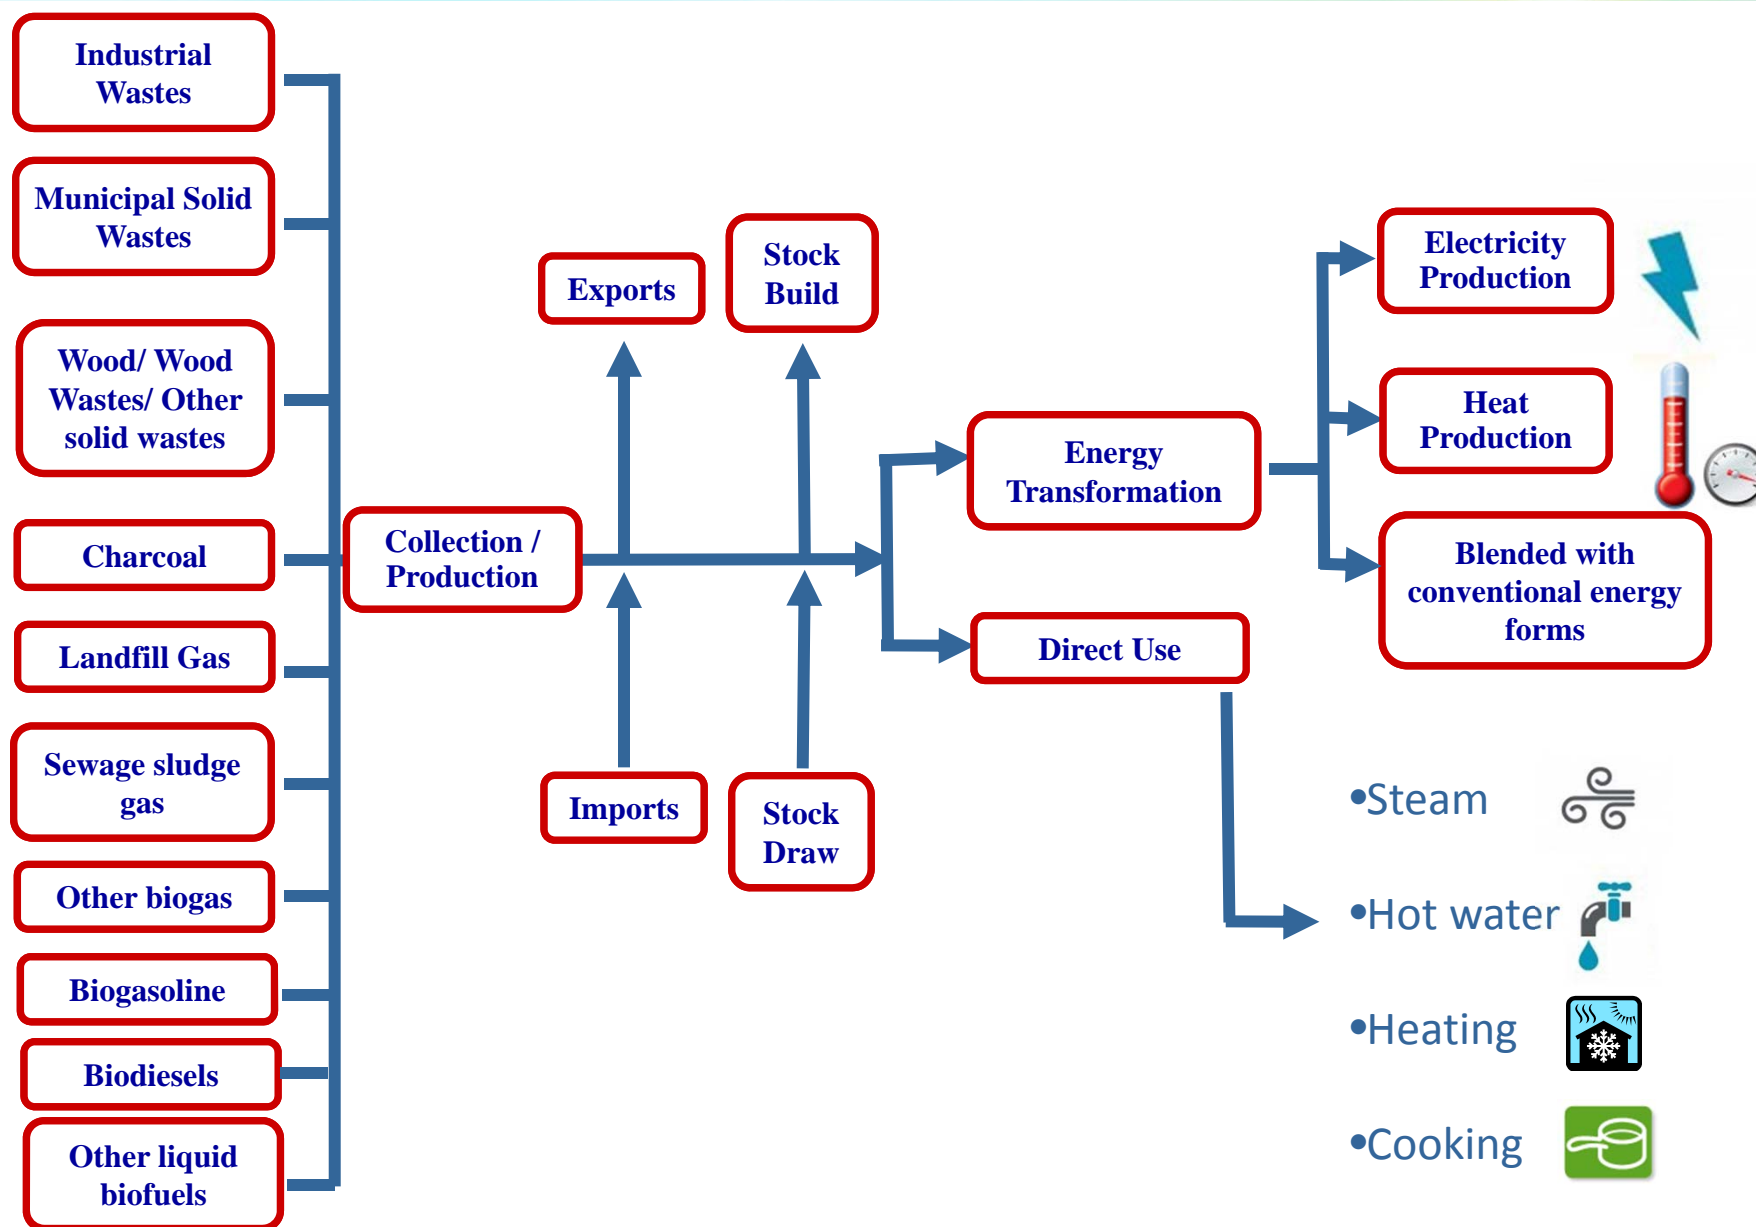 Industrial
Wastes
Municipal Solid
Wastes
Wood/ Wood
Wastes/ Other
solid wastes
Charcoal
Landfill Gas
Sewage sludge
gas
Other biogas
Biogasoline
Biodiesels
Other liquid
biofuels
Collection /
Production
Exports
Imports
Stock
Build
Stock
Draw
Energy
Transformation
Direct Use
Electricity
Production
Heat
Production
Blended with
conventional energy
forms
•Steam
•Hot water
•Heating
•Cooking